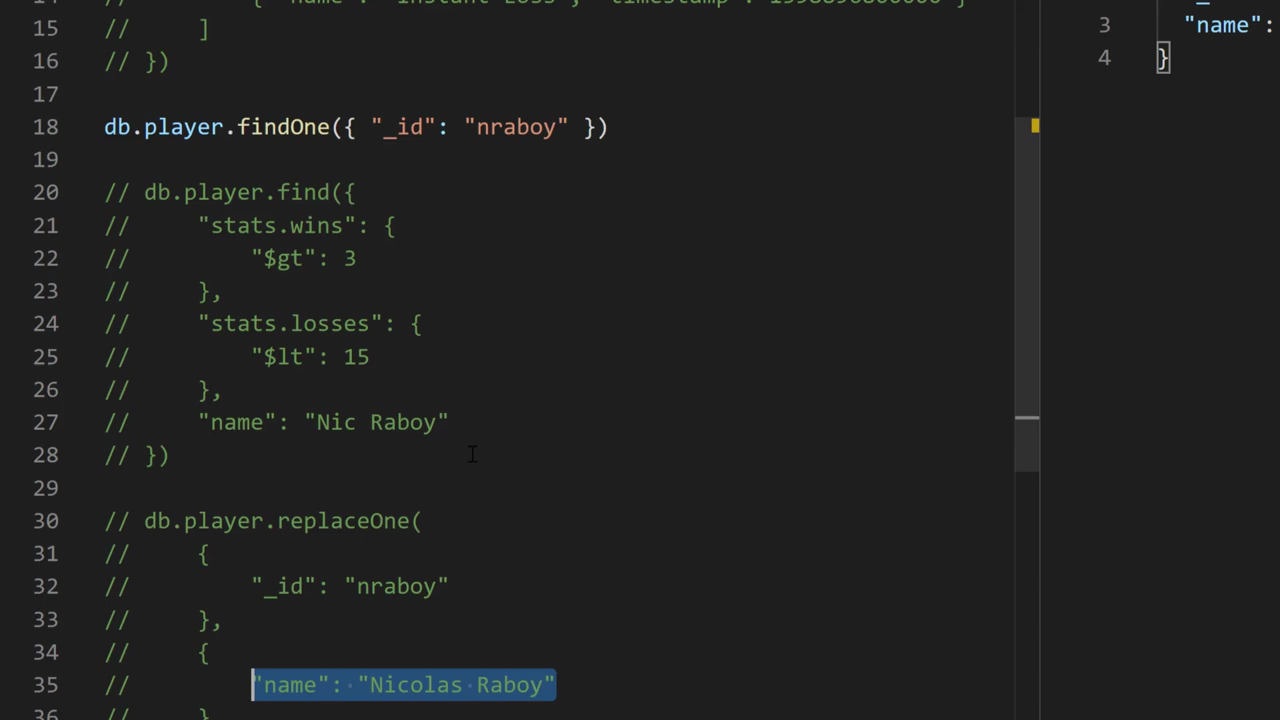 15 //     ]
16 // })
17
18 db.player.findOne({ "_id": "nraboy" })
19
20 // db.player.find({
21 //     "stats.wins": {
22 //         "$gt": 3
23 //     },
24 //     "stats.losses": {
25 //         "$lt": 15
26 //     },
27 //     "name": "Nic Raboy"
28 // })
29
30 // db.player.replaceOne(
31 //     {
32 //         "_id": "nraboy"
33 //     },
34 //     {
35 //         "name": "Nicolas Raboy"
36 //     }
3 "name":
4 }